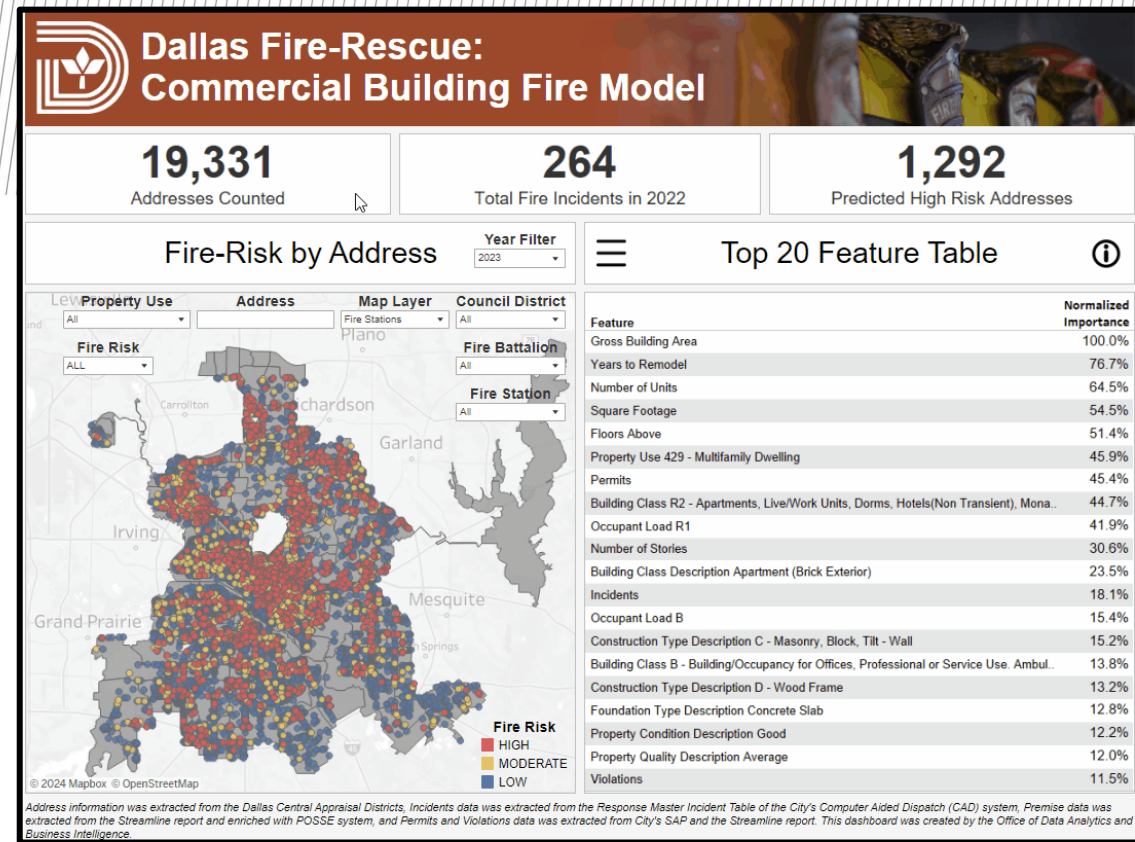 Dallas Fire-Rescue:
Commercial Building Fire Model
19,331
Addresses Counted
264
Total Fire Incidents in 2022
1,292
Predicted High Risk Addresses
Fire-Risk by Address
Year Filter
2023
Top 20 Feature Table
Property Use
All
Address
Map Layer
Fire Stations
Council District
All
Fire Risk
ALL
Fire Battalion
All
Fire Station
All
Plano
Carrollton
chardson
Garland
Irving
Mesquite
Grand Prairie
Springs
Fire Risk
HIGH
MODERATE
LOW
© 2024 Mapbox © OpenStreetMap
Feature
Normalized
Importance
Gross Building Area 100.0%
Years to Remodel 76.7%
Number of Units 64.5%
Square Footage 54.5%
Floors Above 51.4%
Property Use 429 - Multifamily Dwelling 45.9%
Permits 45.4%
Building Class R2 - Apartments, Live/Work Units, Dorms, Hotels(Non Transient), Mona.. 44.7%
Occupant Load R1 41.9%
Number of Stories 30.6%
Building Class Description Apartment (Brick Exterior) 23.5%
Incidents 18.1%
Occupant Load B 15.4%
Construction Type Description C - Masonry, Block, Tilt - Wall 15.2%
Building Class B - Building/Occupancy for Offices, Professional or Service Use. Ambul.. 13.8%
Construction Type Description D - Wood Frame 13.2%
Foundation Type Description Concrete Slab 12.8%
Property Condition Description Good 12.2%
Property Quality Description Average 12.0%
Violations 11.5%
Address information was extracted from the Dallas Central Appraisal Districts, Incidents data was extracted from the Response Master Incident Table of the City's Computer Aided Dispatch (CAD) system, Premise data was
extracted from the Streamline report and enriched with POSSE system, and Permits and Violations data was extracted from City's SAP and the Streamline report. This dashboard was created by the Office of Data Analytics and
Business Intelligence.